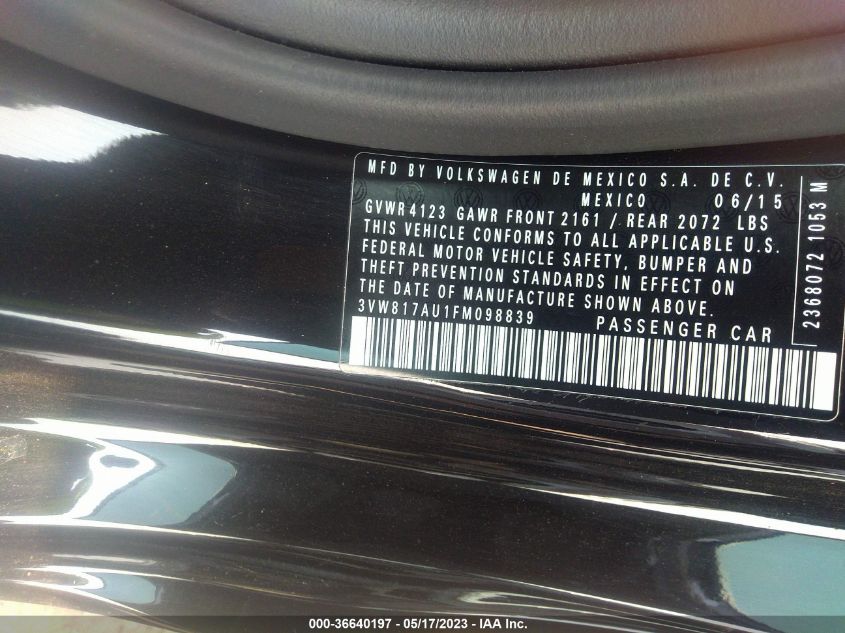 MFD BY VOLKSWAGEN DE MEXICO S.A. DE C.V.
MEXICO 06/15
GVWR 4123 GAWR FRONT 2161 / REAR 2072 LBS
THIS VEHICLE CONFORMS TO ALL APPLICABLE U.S.
FEDERAL MOTOR VEHICLE SAFETY, BUMPER AND
THEFT PREVENTION STANDARDS IN EFFECT ON
THE DATE OF MANUFACTURE SHOWN ABOVE.
3VW817AU1FM098839 PASSENGER CAR
2368072 1053 M
000-36640197 - 05/17/2023 - IAA Inc.